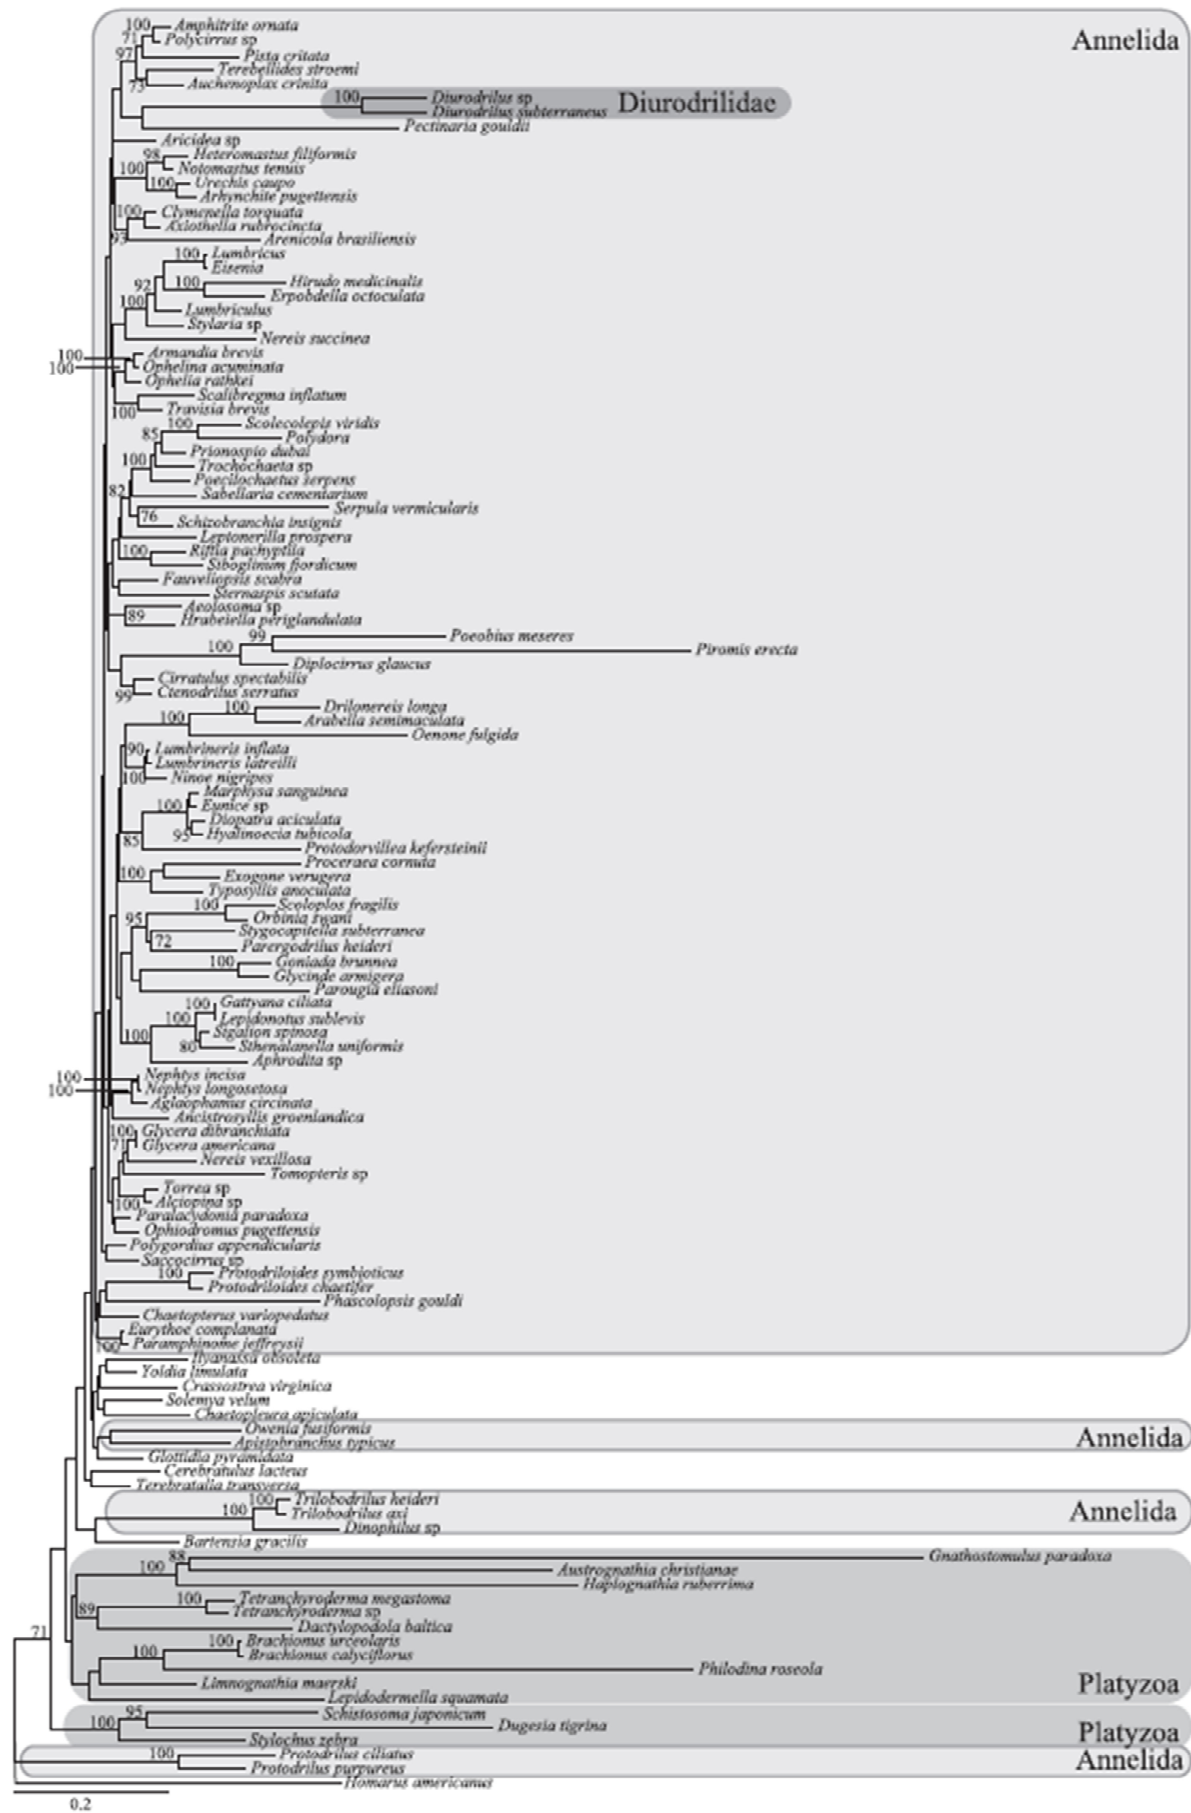 100 Amphitrite ornata
71 Polycirrus sp
Annelida
97 Pista critata
Terebellides stroemi
73 Auchenoplax crinita
100 Diurodrilus sp
Diurodrilidae
Diurodrilus subterraneus
Pectinaria gouldii
Aricidea sp
98 Heteromastus filiformis
100 Notomastus tenuis
100 Urechis caupo
Arhynchite pugettensis
100 Clymenella torquata
Axiothella rubrocincta
93 Arenicola brasiliensis
100 Lumbricus
Eisenia
92 100 Hirudo medicinalis
Erpobdella octoculata
100 Lumbriculus
Stylaria sp
Nereis succinea
100 Armandia brevis
100 Ophelina acuminata
Ophelia rathkei
Scalibregma inflatum
100 Travisia brevis
100 Scolecolepis viridis
85 Polydora
Prionospio dubai
100 Trochochaeta sp
Poecilochaetus serpens
82 Sabellaria cementarium
Serpula vermicularis
76 Schizobranchia insignis
Leptonerilla prospera
100 Riftia pachyptila
Siboglinum fjordicum
Fauveliopsis scabra
Sternaspis scutata
Aeolosoma sp
89 Hrabeiella periglandulata
99 Poeobius meseres
100 Piromis erecta
Diplocirrus glaucus
Cirratulus spectabilis
99 Ctenodrilus serratus
100 Drilonereis longa
100 Arabella semimaculata
Oenone fulgida
90 Lumbrineris inflata
Lumbrineris latreilli
100 Ninoe nigripes
Marphysa sanguinea
100 Eunice sp
Diopatra aciculata
95 Hyalinoecia tubicola
85 Protodorvillea kefersteinii
Proceraea cornuta
100 Exogone verugera
Typosyllis anoculata
100 Scoloplos fragilis
95 Orbinia swani
Stygocapitella subterranea
72 Parergodrilus heideri
100 Goniada brunnea
Glycinde armigera
Parougia eliasoni
100 Gattyana ciliata
100 Lepidonotus sublevis
100 Sigalion spinosa
80 Sthenalanella uniformis
Aphrodita sp
100 Nephtys incisa
100 Nephtys longosetosa
Aglaophamus circinata
Ancistrosyllis groenlandica
100 Glycera dibranchiata
71 Glycera americana
Nereis vexillosa
Tomopteris sp
Torrea sp
100 Alciopina sp
Paralacydonia paradoxa
Ophiodromus pugettensis
Polygordius appendicularis
Saccocirrus sp
100 Protodriloides symbioticus
Protodriloides chaetifer
Phascolopsis gouldi
Chaetopterus variopedatus
Eurythoe complanata
100 Paramphinome jeffreysii
Ilyanassa obsoleta
Yoldia limulata
Crassostrea virginica
Solemya velum
Chaetopleura apiculata
Owenia fusiformis
Annelida
Apistobranchus typicus
Glottidia pyramidata
Cerebratulus lacteus
Terebratalia transversa
100 Trilobodrilus heideri
100 Trilobodrilus axi
Annelida
Dinophilus sp
Bartensia gracilis
88 Gnathostomulus paradoxa
100 Austrognathia christianae
Haplognathia ruberrima
100 Tetranchyroderma megastoma
89 Tetranchyroderma sp
Dactylopodola baltica
71 100 Brachionus urceolaris
100 Brachionus calyciflorus
Philodina roseola
Limnognathia maerski
Platyzoa
Lepidodermella squamata
95 Schistosoma japonicum
100 Dugesia tigrina
Platyzoa
Stylochus zebra
100 Protodrilus ciliatus
Annelida
Protodrilus purpureus
Homarus americanus
0.2